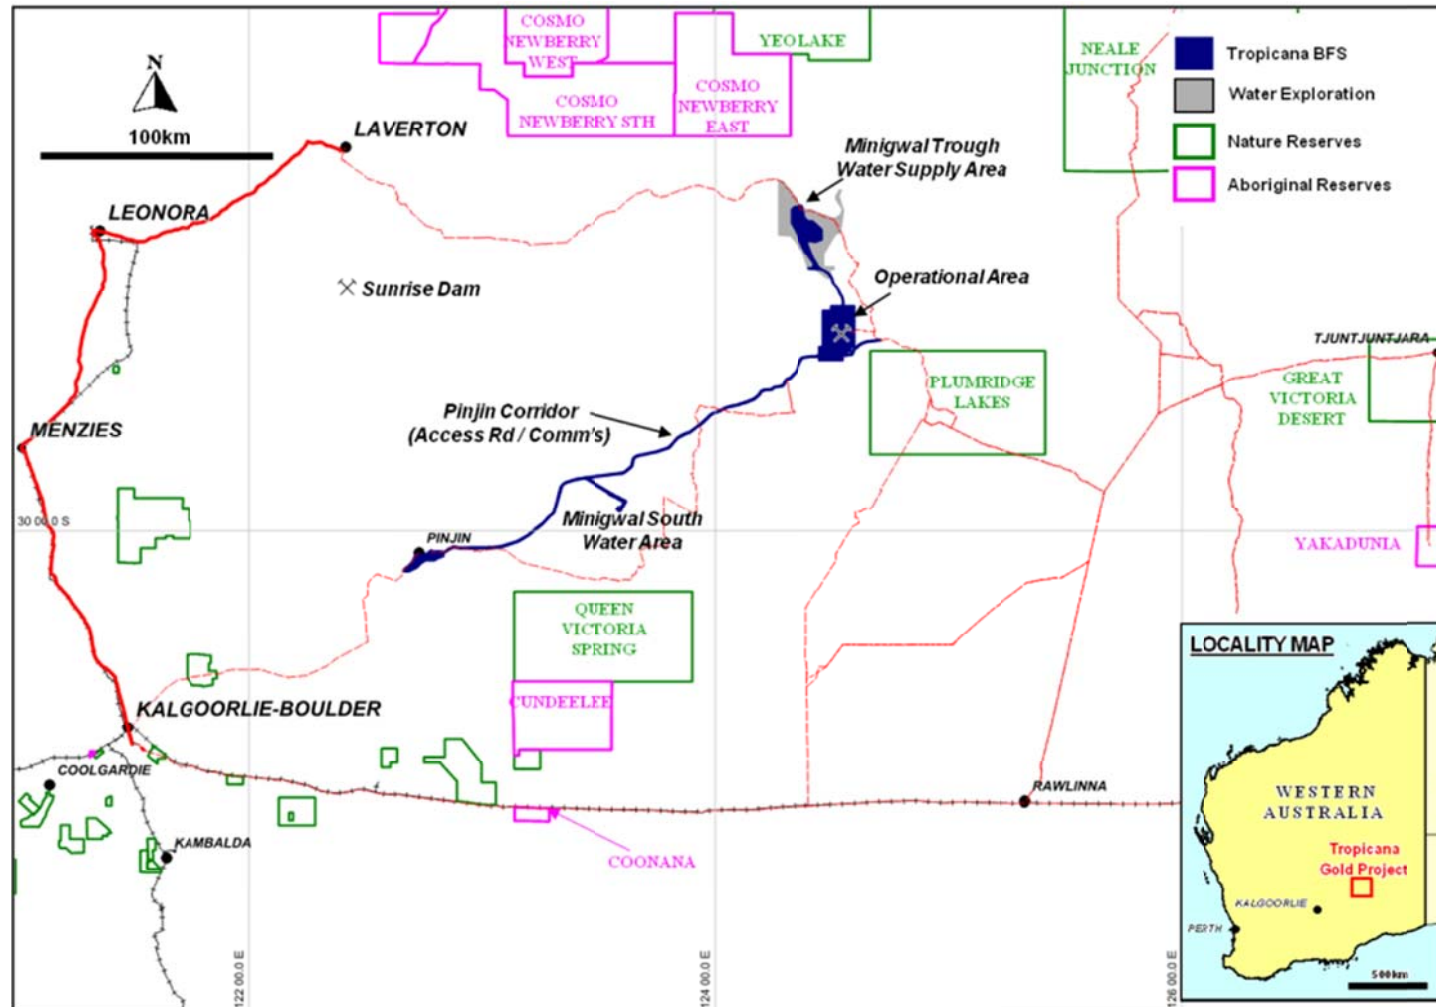 COSMO
NEWBERRY
WEST
YEOLAKE
NEALE
JUNCTION
Tropicana BFS
Water Exploration
Nature Reserves
Aboriginal Reserves
N
100km
LAVERTON
COSMO
NEWBERRY STH
COSMO
NEWBERRY
EAST
Minigwal Trough
Water Supply Area
LEONORA
Sunrise Dam
Operational Area
TJUNTJUNTJARA
PLUMRIDGE
LAKES
GREAT
VICTORIA
DESERT
Pinjin Corridor
(Access Rd / Comm's)
MENZIES
30 00.0 S
Minigwal South
Water Area
PINJIN
YAKADUNIA
QUEEN
VICTORIA
SPRING
CUNDEELEE
KALGOORLIE-BOULDER
COOLGARDIE
RAWLINNA
KAMBALDA
COONANA
122 00.0 E
124 00.0 E
126 00.0 E
LOCALITY MAP
WESTERN
AUSTRALIA
Tropicana
Gold Project
KALGOORLIE
PERTH
500km